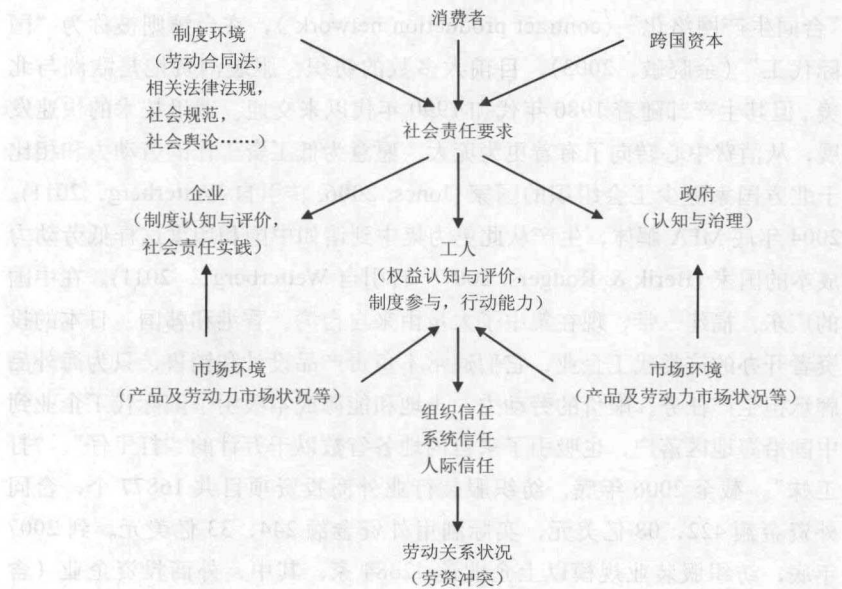 消费者
制度环境
(劳动合同法，
相关法律法规，
社会规范，
社会舆论……)
跨国资本
社会责任要求
企业
(制度认知与评价，
社会责任实践)
政府
(认知与治理)
工人
(权益认知与评价，
制度参与，行动能力)
市场环境
(产品及劳动力市场状况等)
市场环境
(产品及劳动力市场状况等)
组织信任
系统信任
人际信任
劳动关系状况
(劳资冲突)